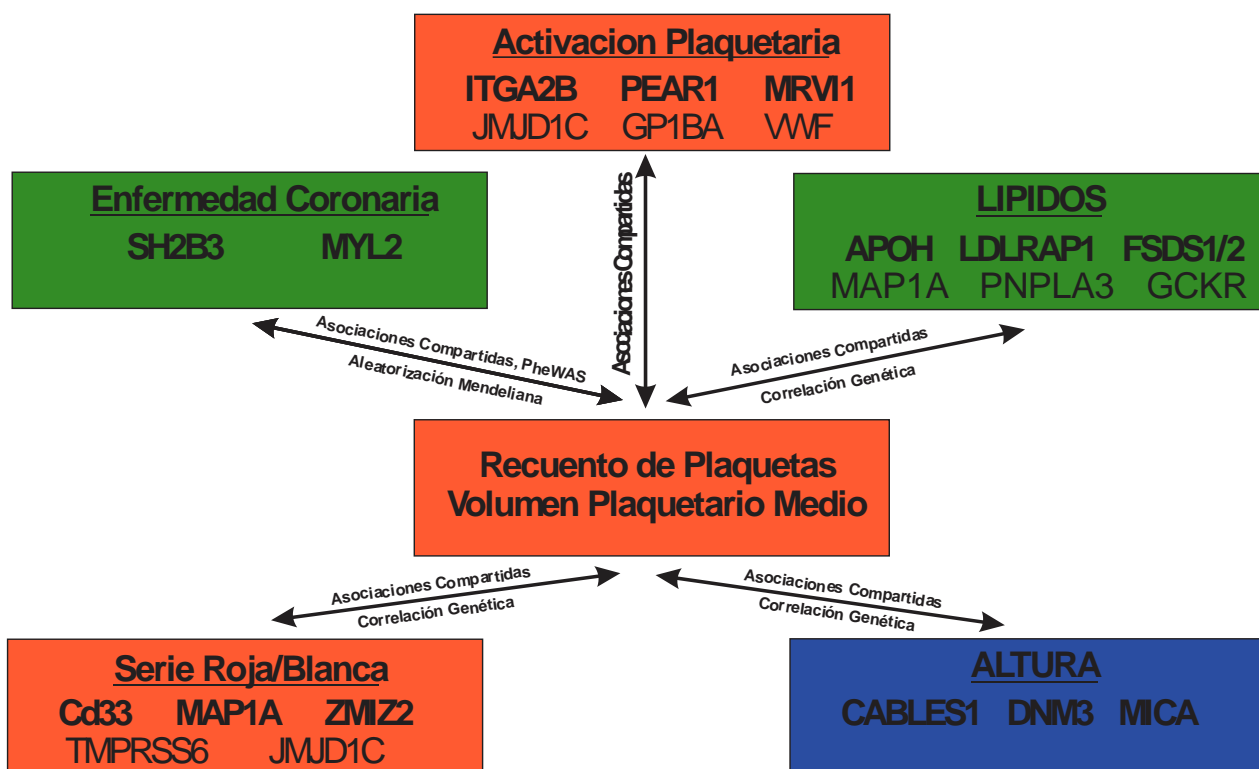 Activacion Plaquetaria
ITGA2B PEAR1 MRVI1
JMJD1C GP1BA VWF
Enfermedad Coronaria
SH2B3 MYL2
LIPIDOS
APOH LDLRAP1 FSDS1/2
MAP1A PNPLA3 GCKR
Asociaciones Compartidas
Asociaciones Compartidas, PheWAS
Aleatorización Mendeliana
Asociaciones Compartidas
Correlación Genética
Recuento de Plaquetas
Volumen Plaquetario Medio
Asociaciones Compartidas
Correlación Genética
Asociaciones Compartidas
Correlación Genética
Serie Roja/Blanca
Cd33 MAP1A ZMIZ2
TMPRSS6 JMJD1C
ALTURA
CABLES1 DNM3 MICA